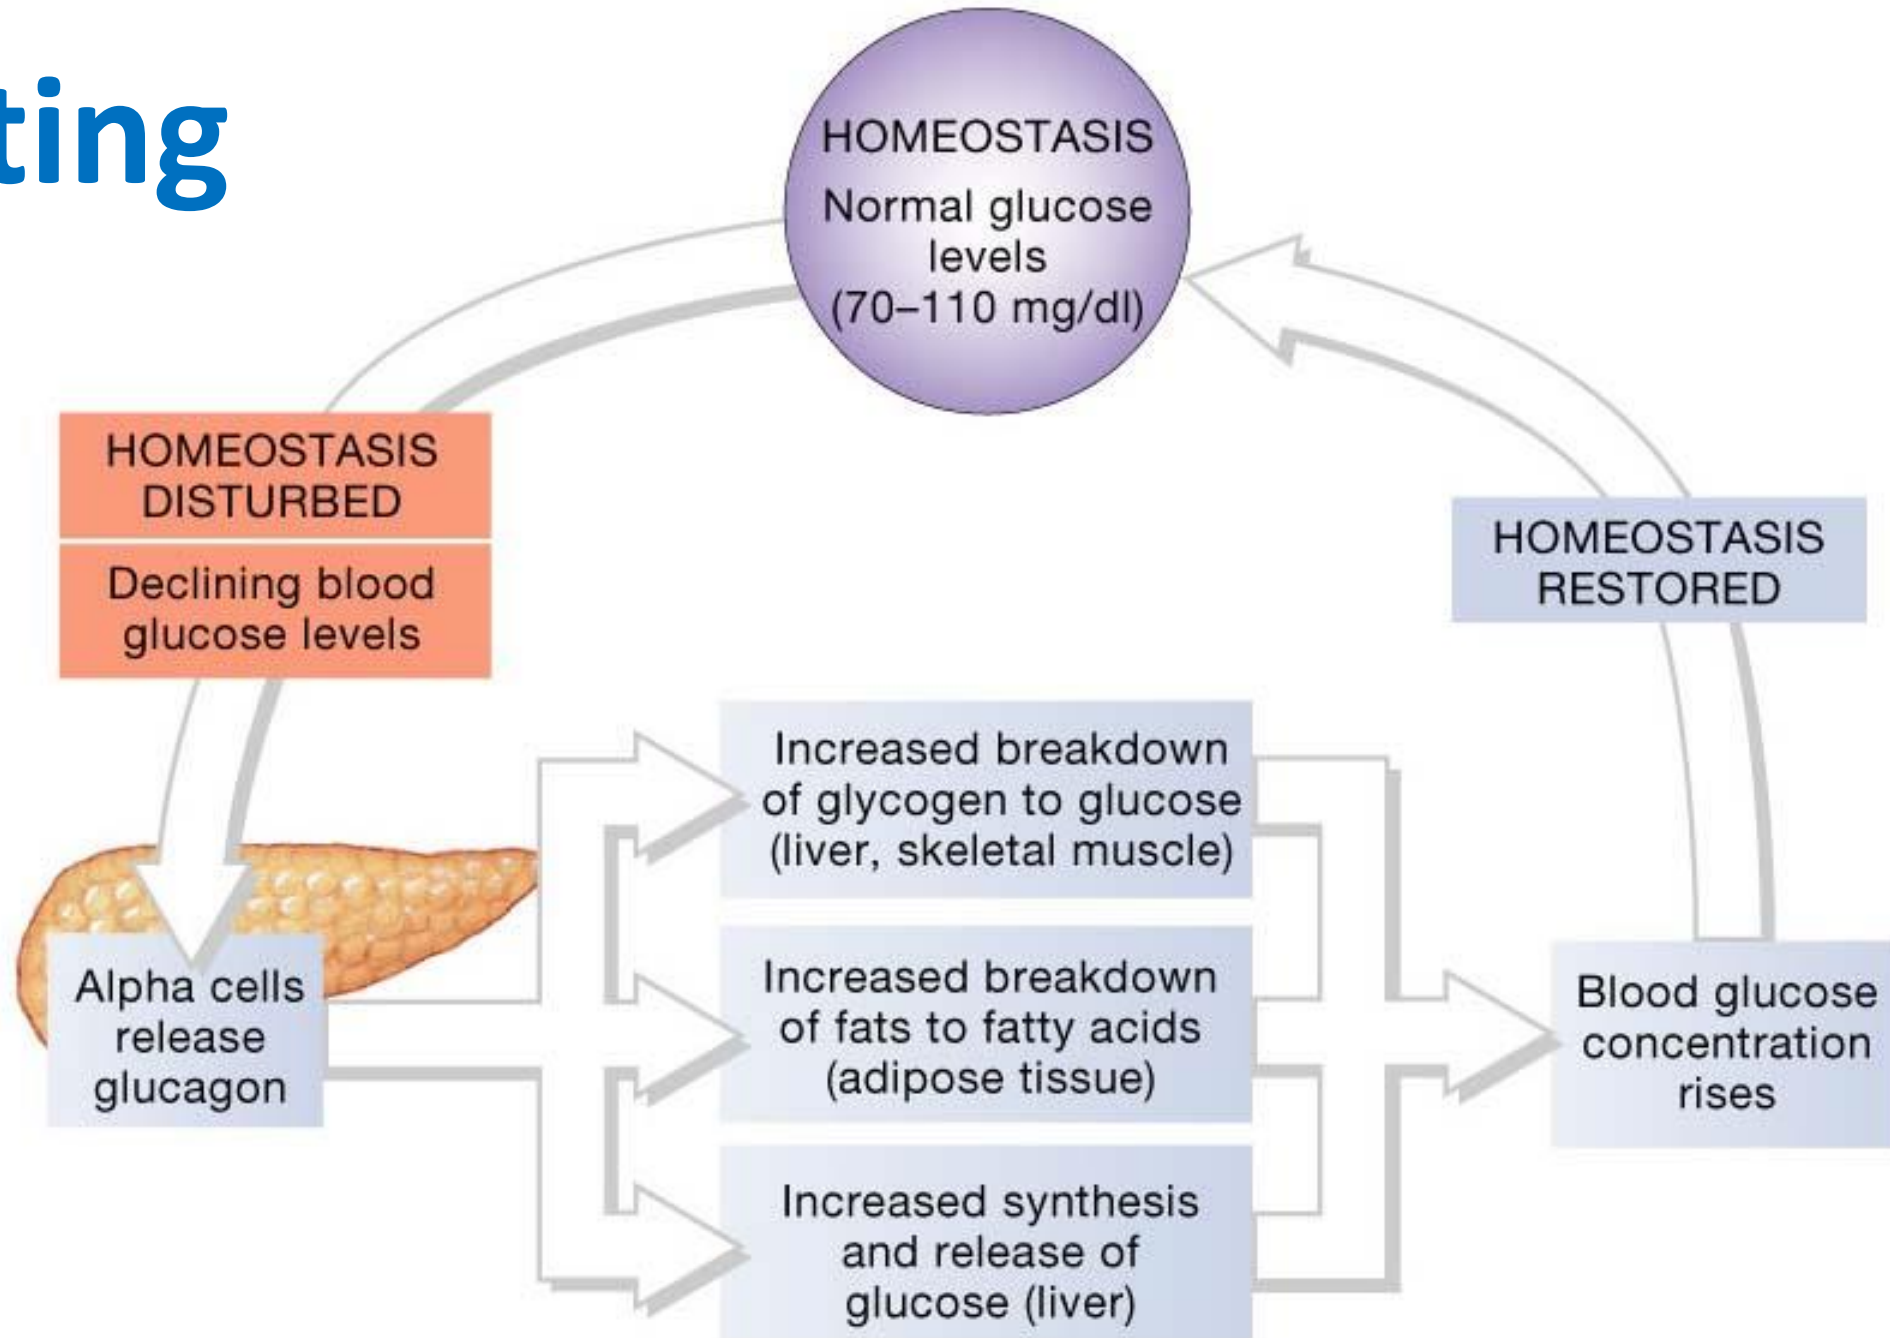 ting
HOMEOSTASIS
Normal glucose
levels
(70–110 mg/dl)
HOMEOSTASIS
DISTURBED
Declining blood
glucose levels
HOMEOSTASIS
RESTORED
Alpha cells
release
glucagon
Increased breakdown
of glycogen to glucose
(liver, skeletal muscle)
Increased breakdown
of fats to fatty acids
(adipose tissue)
Increased synthesis
and release of
glucose (liver)
Blood glucose
concentration
rises